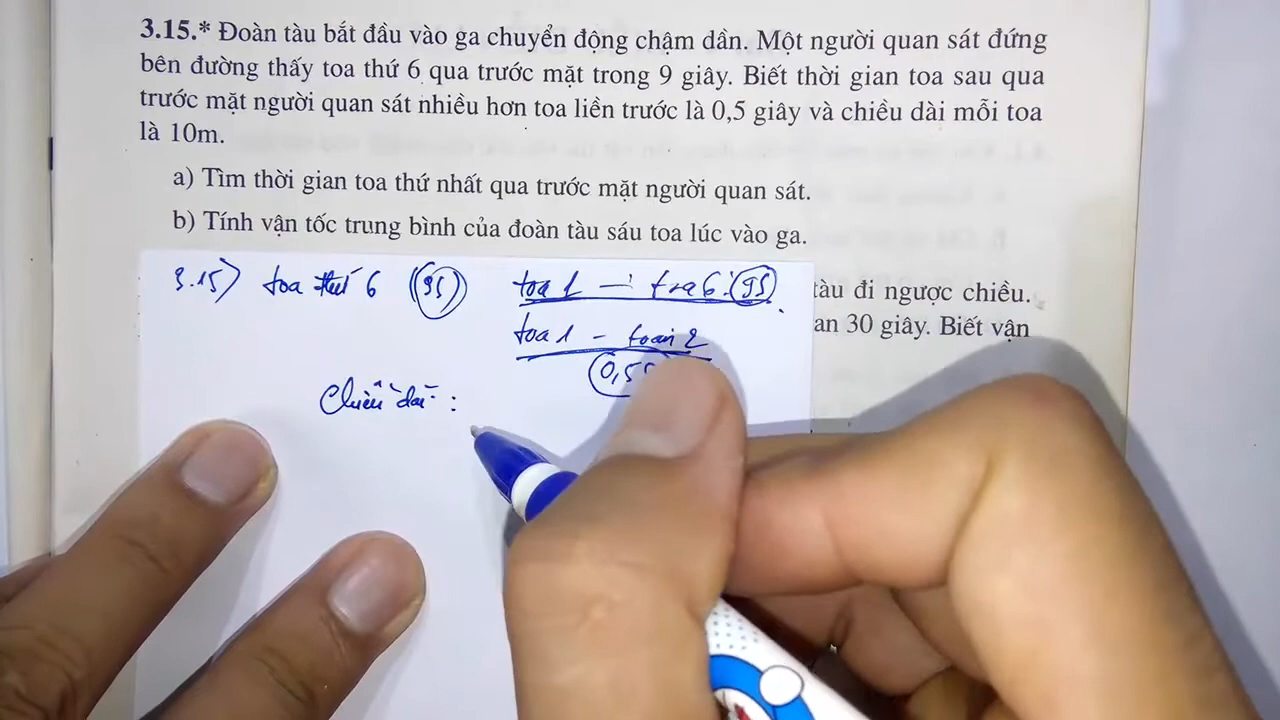 3.15.* Đoàn tàu bắt đầu vào ga chuyển động chậm dần. Một người quan sát đứng
bên đường thấy toa thứ 6 qua trước mặt trong 9 giây. Biết thời gian toa sau qua
trước mặt người quan sát nhiều hơn toa liền trước là 0,5 giây và chiều dài mỗi toa
là 10m.
a) Tìm thời gian toa thứ nhất qua trước mặt người quan sát.
b) Tính vận tốc trung bình của đoàn tàu sáu toa lúc vào ga.
tàu đi ngược chiều.
an 30 giây. Biết vận
3.15) toa thứ 6 (9s) toa 1 — toa 6: 9s
toa 1 - toa 2
0,5s
Chiều dài :